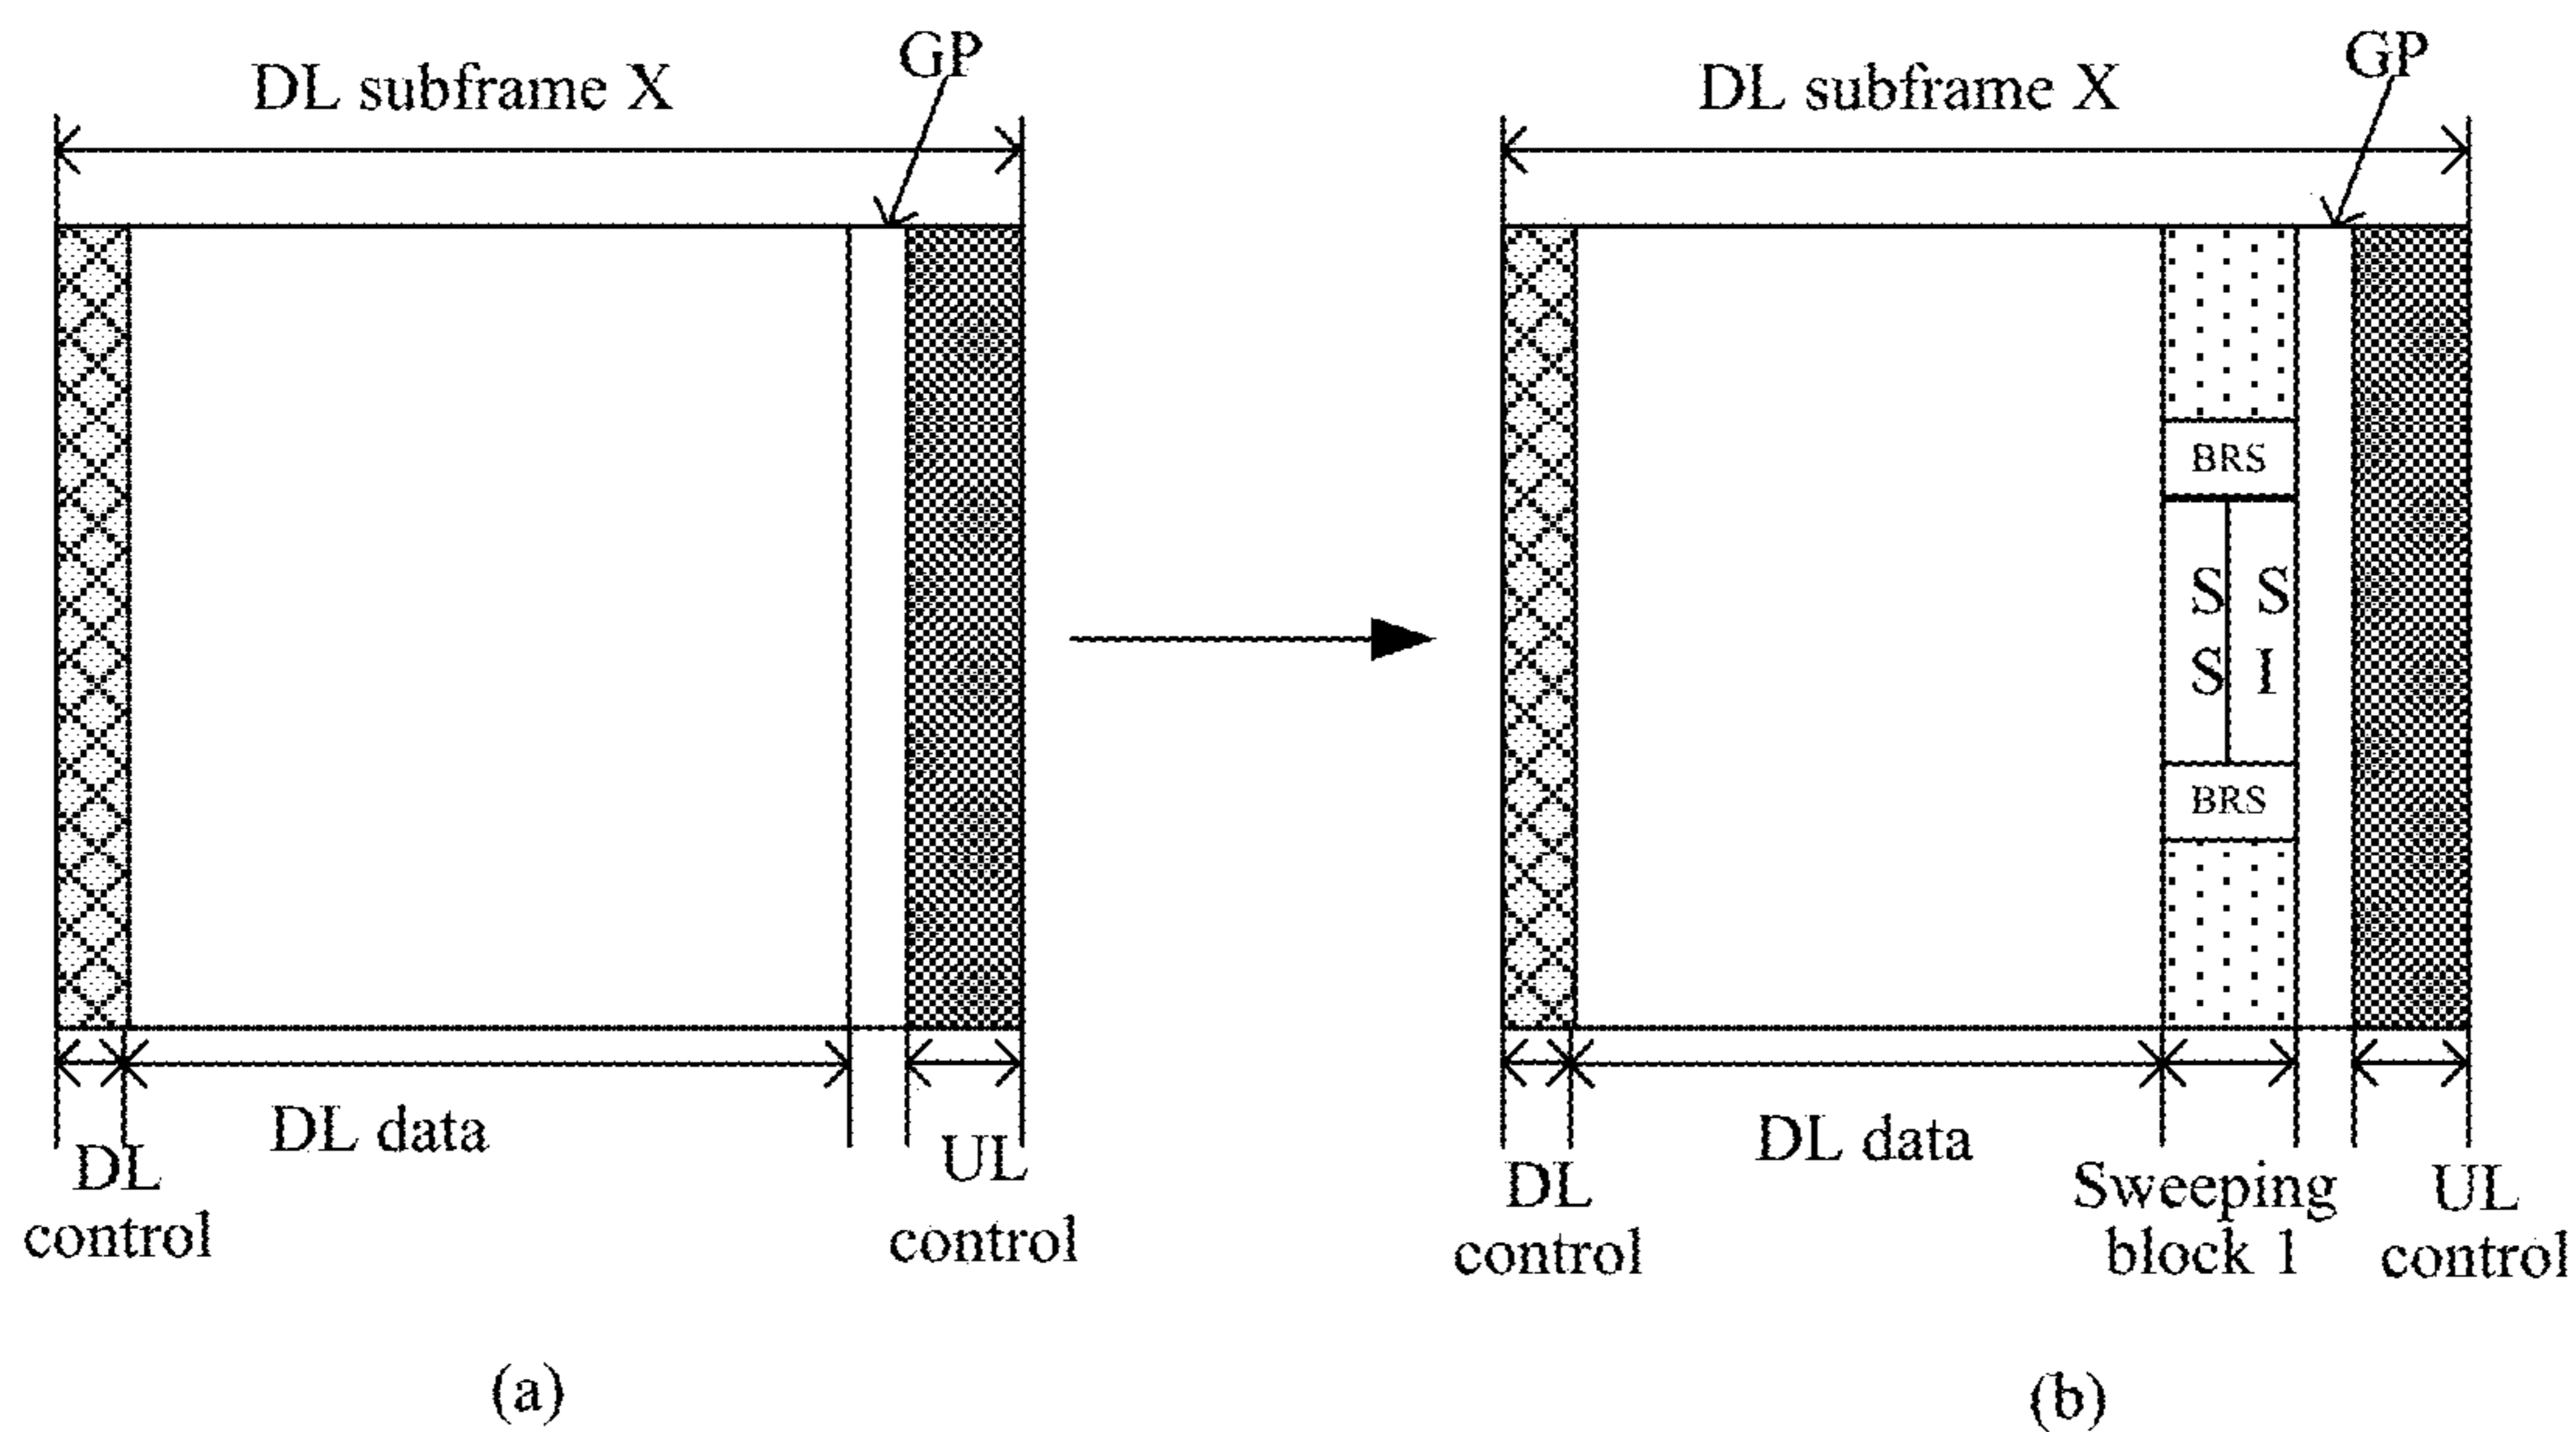 GP
DL subframe X
DL data
DL
control
UL
control
(a)
GP
DL subframe X
BRS
S S
S I
BRS
DL data
DL
control
Sweeping
block 1
UL
control
(b)